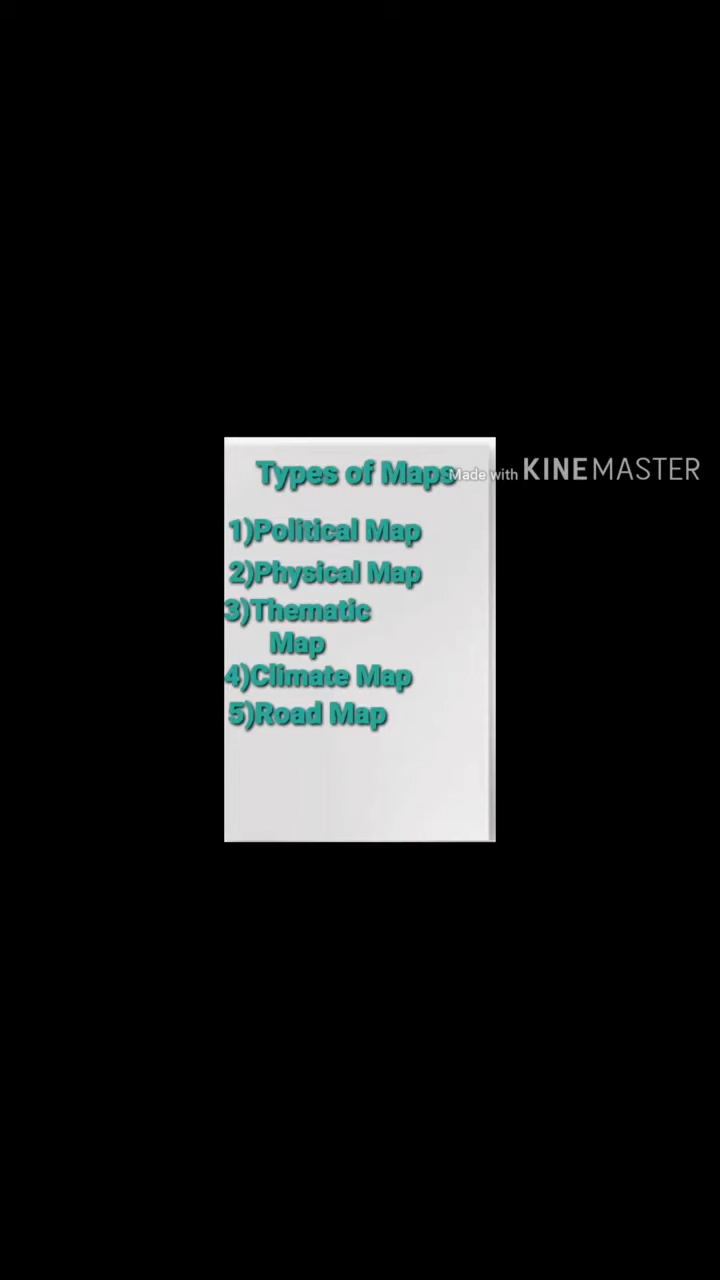 Types of Maps
Made with KINEMASTER
1)Political Map
2)Physical Map
3)Thematic
Map
4)Climate Map
5)Road Map